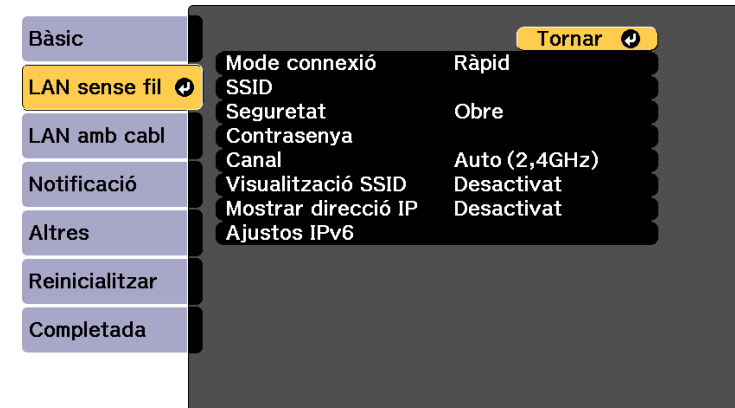 Bàsic
LAN sense fil
LAN amb cabl
Notificació
Altres
Reinicialitzar
Completada
Tornar
Mode connexió Ràpid
SSID
Seguretat Obre
Contrasenya
Canal Auto (2,4GHz)
Visualització SSID Desactivat
Mostrar direcció IP Desactivat
Ajustos IPv6